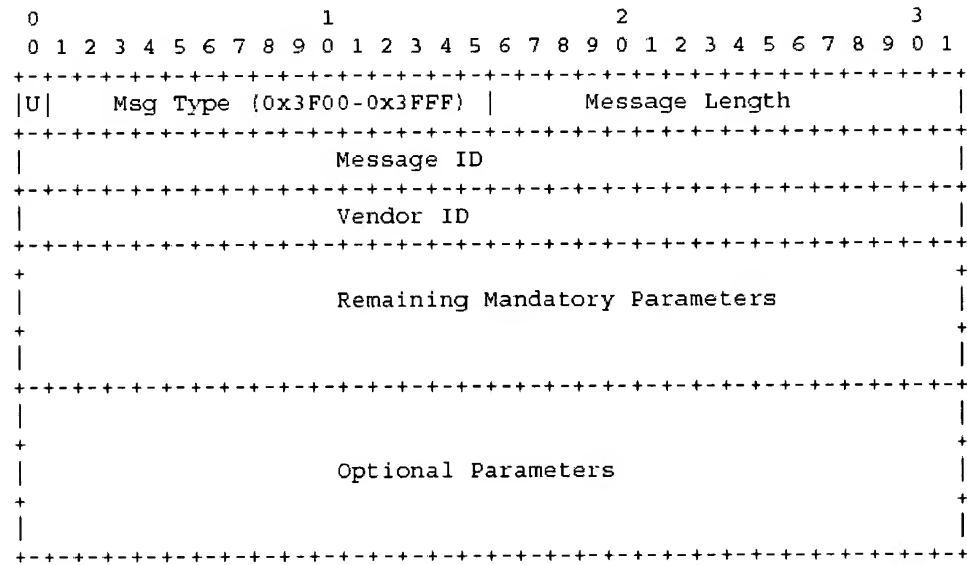 0                   1                   2                   3
 0 1 2 3 4 5 6 7 8 9 0 1 2 3 4 5 6 7 8 9 0 1 2 3 4 5 6 7 8 9 0 1
+-+-+-+-+-+-+-+-+-+-+-+-+-+-+-+-+-+-+-+-+-+-+-+-+-+-+-+-+-+-+-+-+
|U|    Msg Type (0x3F00-0x3FFF) |      Message Length           |
+-+-+-+-+-+-+-+-+-+-+-+-+-+-+-+-+-+-+-+-+-+-+-+-+-+-+-+-+-+-+-+-+
|                     Message ID                                |
+-+-+-+-+-+-+-+-+-+-+-+-+-+-+-+-+-+-+-+-+-+-+-+-+-+-+-+-+-+-+-+-+
|                     Vendor ID                                 |
+-+-+-+-+-+-+-+-+-+-+-+-+-+-+-+-+-+-+-+-+-+-+-+-+-+-+-+-+-+-+-+-+
+                                                               +
|                     Remaining Mandatory Parameters            |
+                                                               +
|                                                               |
+-+-+-+-+-+-+-+-+-+-+-+-+-+-+-+-+-+-+-+-+-+-+-+-+-+-+-+-+-+-+-+-+
|                                                               |
+                                                               +
|                     Optional Parameters                       |
+                                                               +
|                                                               |
+-+-+-+-+-+-+-+-+-+-+-+-+-+-+-+-+-+-+-+-+-+-+-+-+-+-+-+-+-+-+-+-+